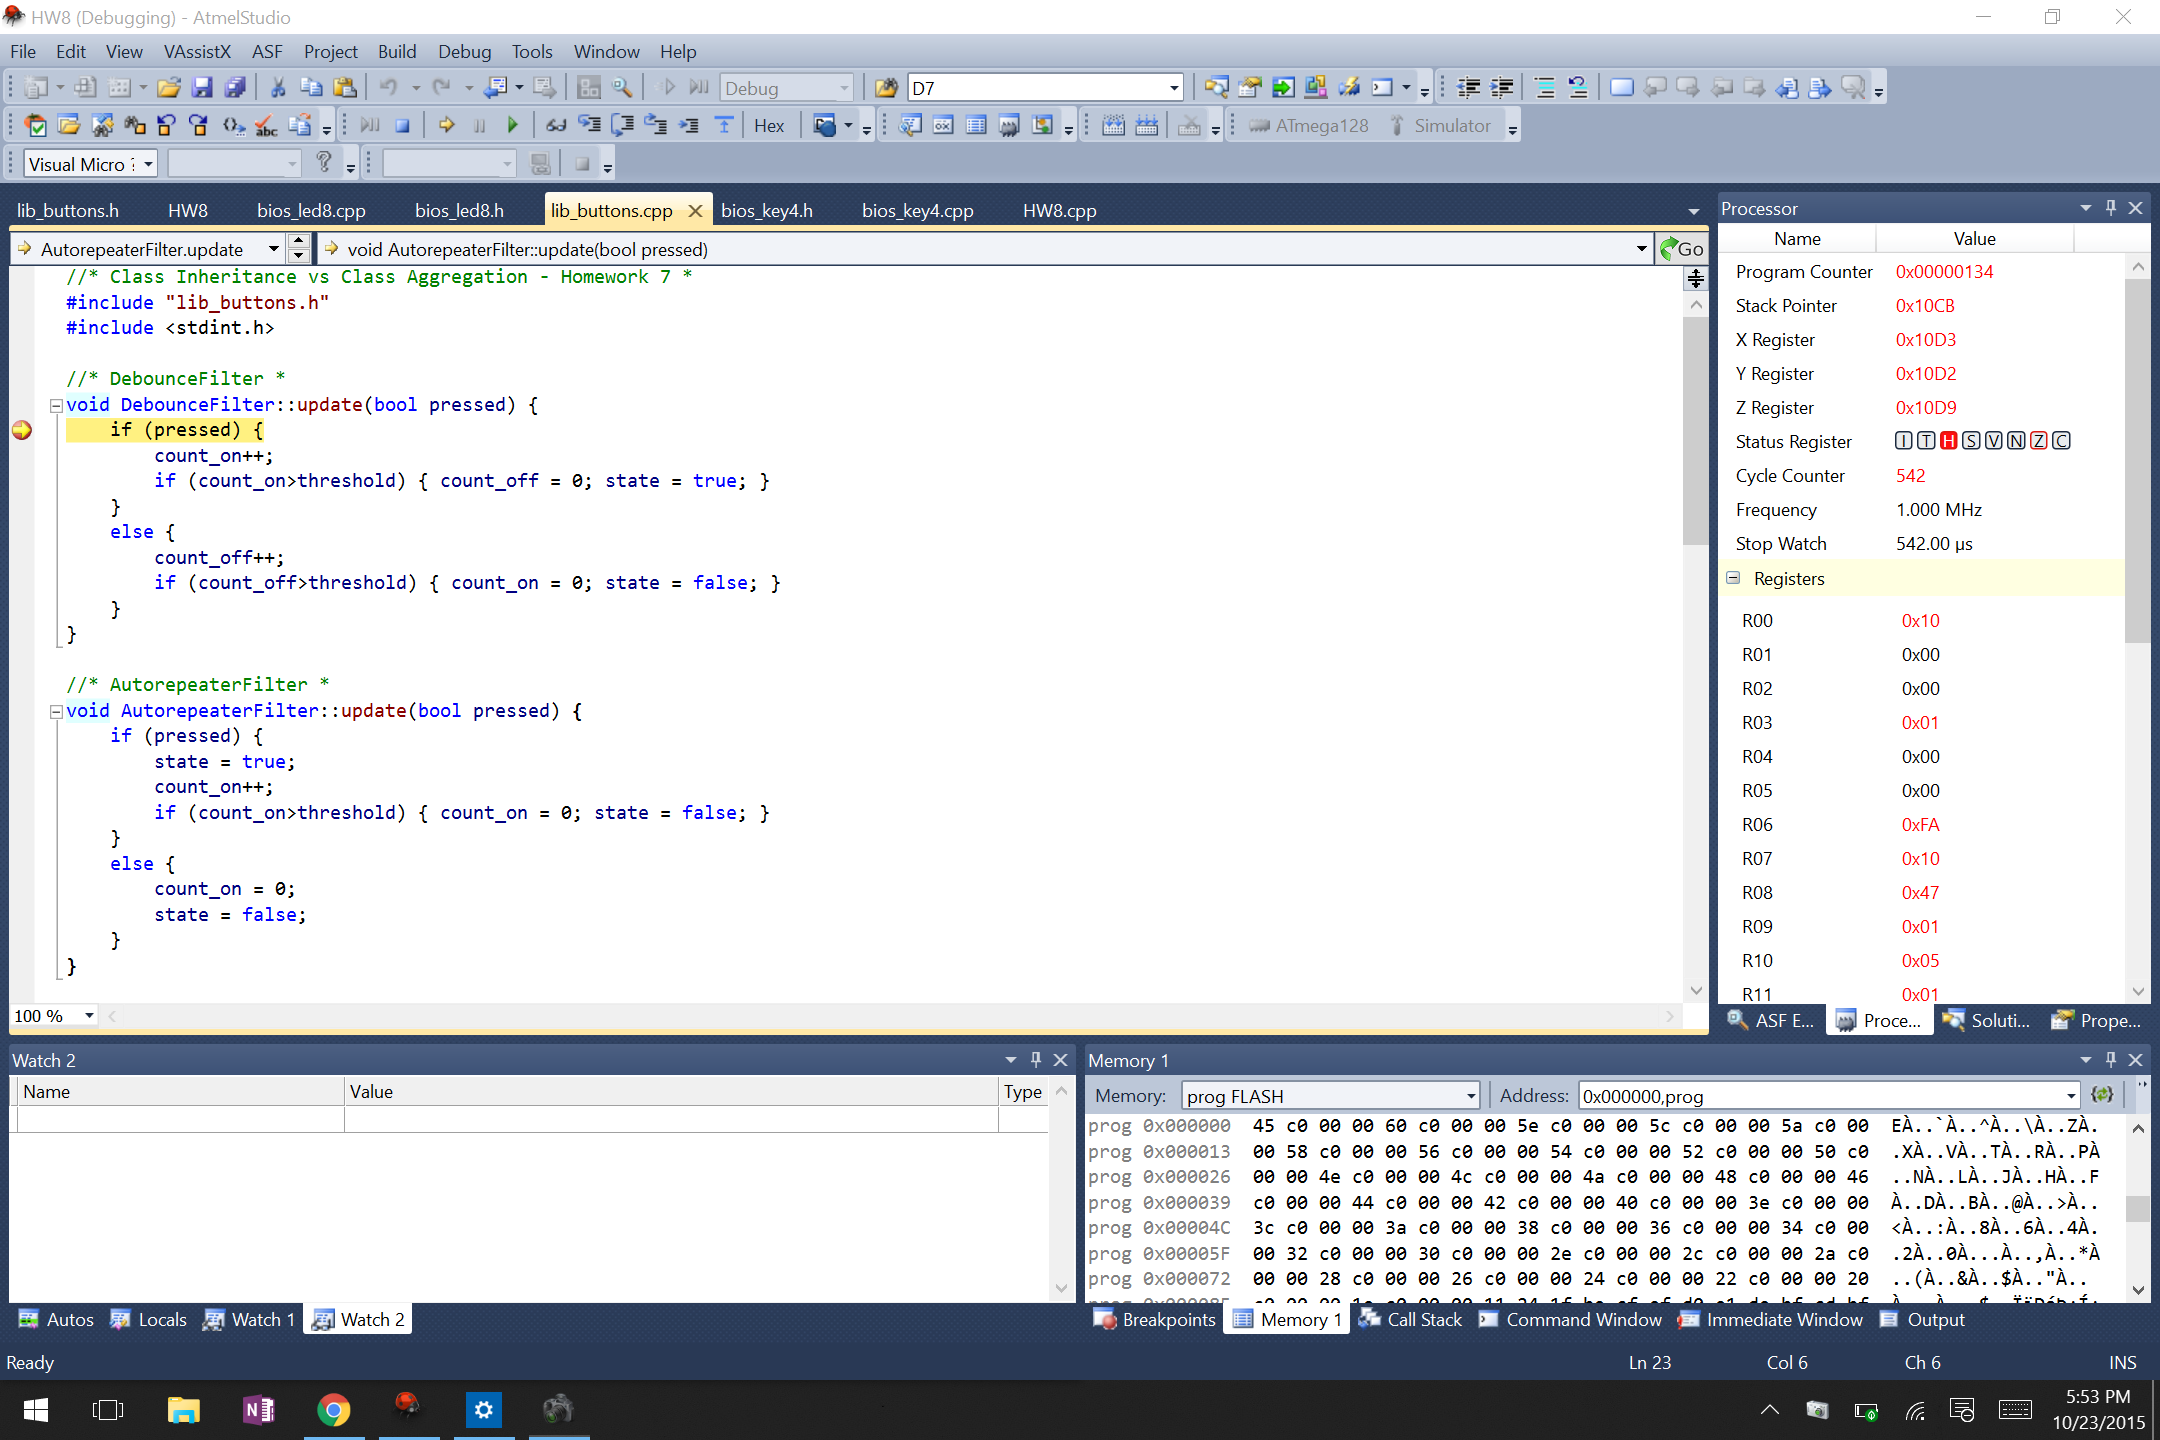 HW8 (Debugging) - AtmelStudio
File Edit View VAssistX ASF Project Build Debug Tools Window Help
Debug D7
Hex ATmega128 Simulator
Visual Micro ?
lib_buttons.h HW8 bios_led8.cpp bios_led8.h lib_buttons.cpp bios_key4.h bios_key4.cpp HW8.cpp
AutorepeaterFilter.update void AutorepeaterFilter::update(bool pressed) Go
//* Class Inheritance vs Class Aggregation - Homework 7 *
#include "lib_buttons.h"
#include <stdint.h>
//* DebounceFilter *
void DebounceFilter::update(bool pressed) {
if (pressed) {
count_on++;
if (count_on>threshold) { count_off = 0; state = true; }
}
else {
count_off++;
if (count_off>threshold) { count_on = 0; state = false; }
}
}
//* AutorepeaterFilter *
void AutorepeaterFilter::update(bool pressed) {
if (pressed) {
state = true;
count_on++;
if (count_on>threshold) { count_on = 0; state = false; }
}
else {
count_on = 0;
state = false;
}
}
100 %
Processor
Name Value
Program Counter 0x00000134
Stack Pointer 0x10CB
X Register 0x10D3
Y Register 0x10D2
Z Register 0x10D9
Status Register I T H S V N Z C
Cycle Counter 542
Frequency 1.000 MHz
Stop Watch 542.00 µs
Registers
R00 0x10
R01 0x00
R02 0x00
R03 0x01
R04 0x00
R05 0x00
R06 0xFA
R07 0x10
R08 0x47
R09 0x01
R10 0x05
R11 0x01
ASF E... Proce... Soluti... Prope...
Watch 2
Name Value Type
Autos Locals Watch 1 Watch 2
Memory 1
Memory: prog FLASH Address: 0x000000,prog
prog 0x000000 45 c0 00 00 60 c0 00 00 5e c0 00 00 5c c0 00 00 5a c0 00 EÀ..`À..^À..\À..ZÀ.
prog 0x000013 00 58 c0 00 00 56 c0 00 00 54 c0 00 00 52 c0 00 00 50 c0 .XÀ..VÀ..TÀ..RÀ..PÀ
prog 0x000026 00 00 4e c0 00 00 4c c0 00 00 4a c0 00 00 48 c0 00 00 46 ..NÀ..LÀ..JÀ..HÀ..F
prog 0x000039 c0 00 00 44 c0 00 00 42 c0 00 00 40 c0 00 00 3e c0 00 00 À..DÀ..BÀ..@À..>À..
prog 0x00004C 3c c0 00 00 3a c0 00 00 38 c0 00 00 36 c0 00 00 34 c0 00 <À..:À..8À..6À..4À.
prog 0x00005F 00 32 c0 00 00 30 c0 00 00 2e c0 00 00 2c c0 00 00 2a c0 .2À..0À...À..,À..*À
prog 0x000072 00 00 28 c0 00 00 26 c0 00 00 24 c0 00 00 22 c0 00 00 20 ..(À..&À..$À.."À..
Breakpoints Memory 1 Call Stack Command Window Immediate Window Output
Ready Ln 23 Col 6 Ch 6 INS
5:53 PM
10/23/2015